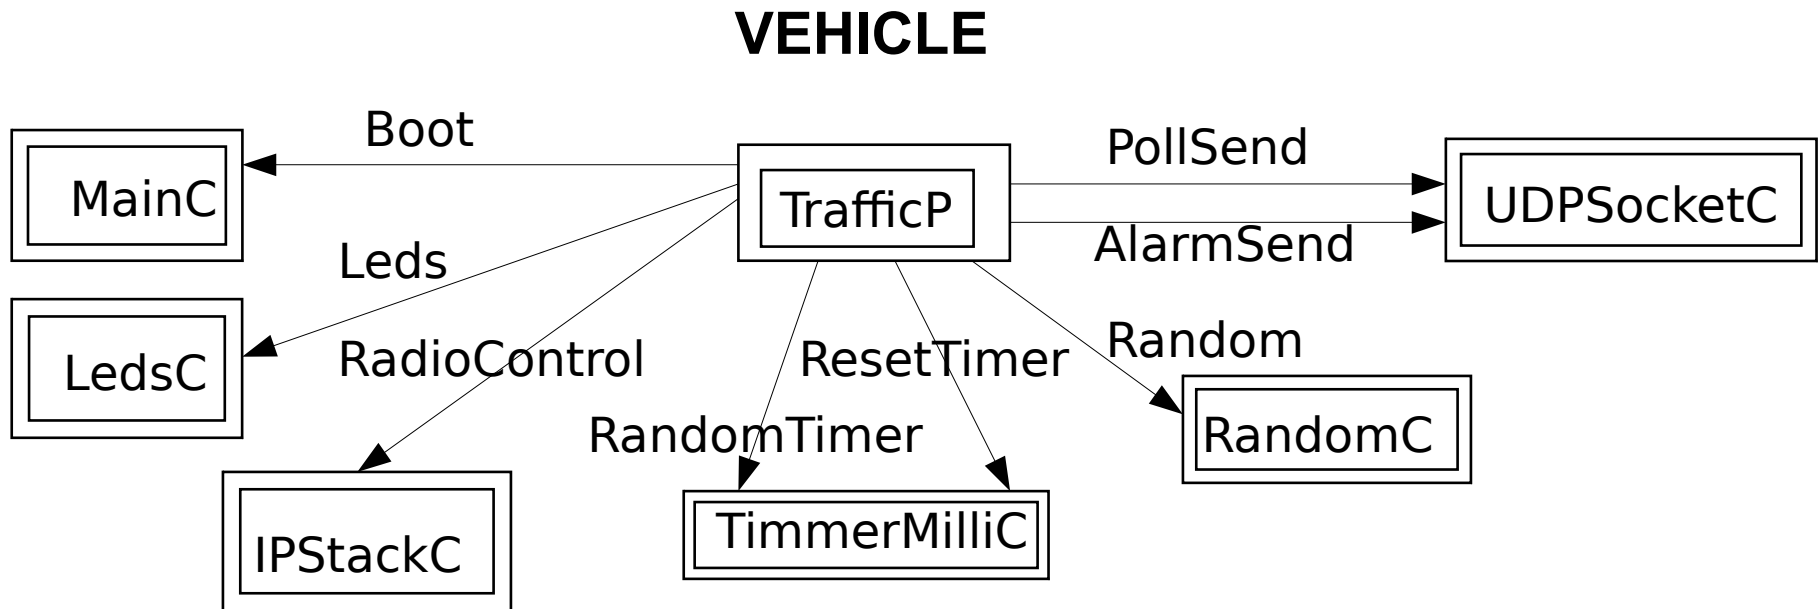 VEHICLE
Boot
PollSend
MainC
TrafficP
UDPSocketC
AlarmSend
Leds
LedsC
RadioControl
ResetTimer
Random
RandomTimer
RandomC
IPStackC
TimmerMilliC